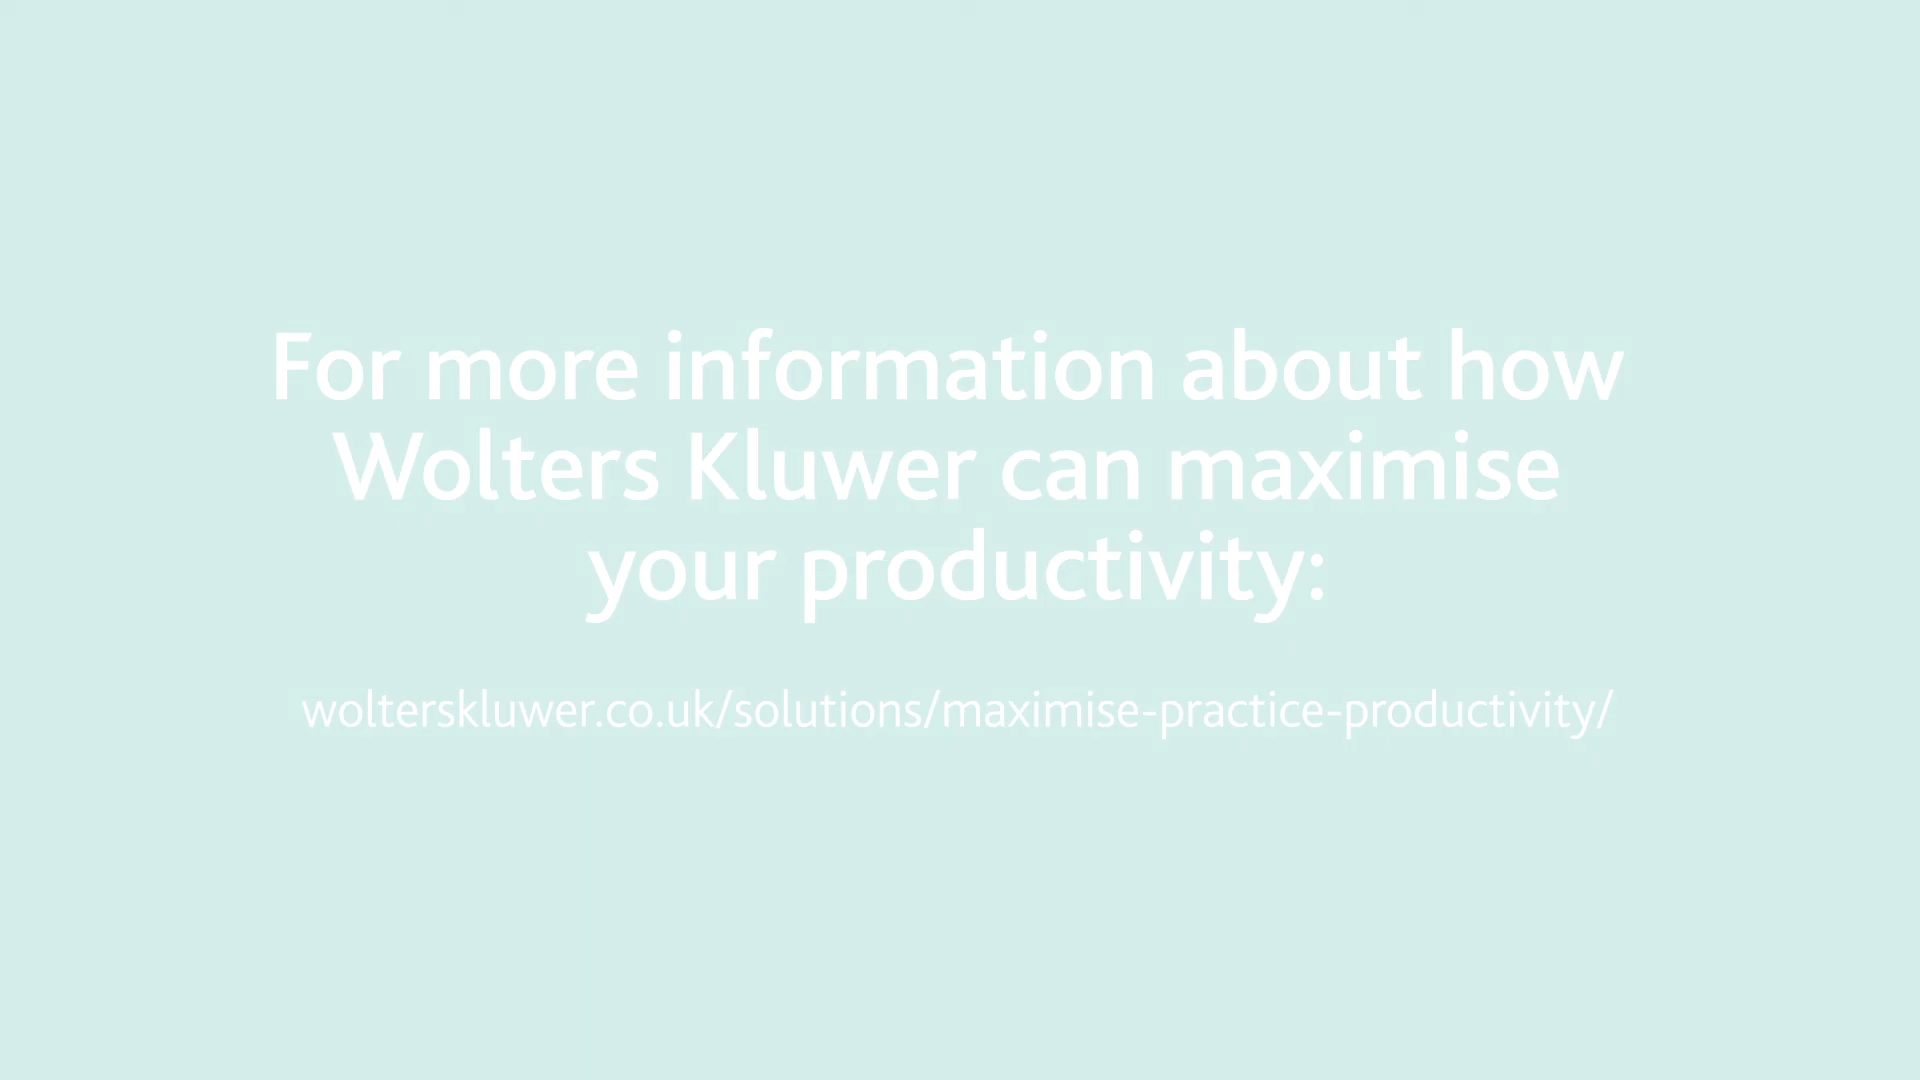 For more information about how
Wolters Kluwer can maximise
your productivity:
wolterskluwer.co.uk/solutions/maximise-practice-productivity/